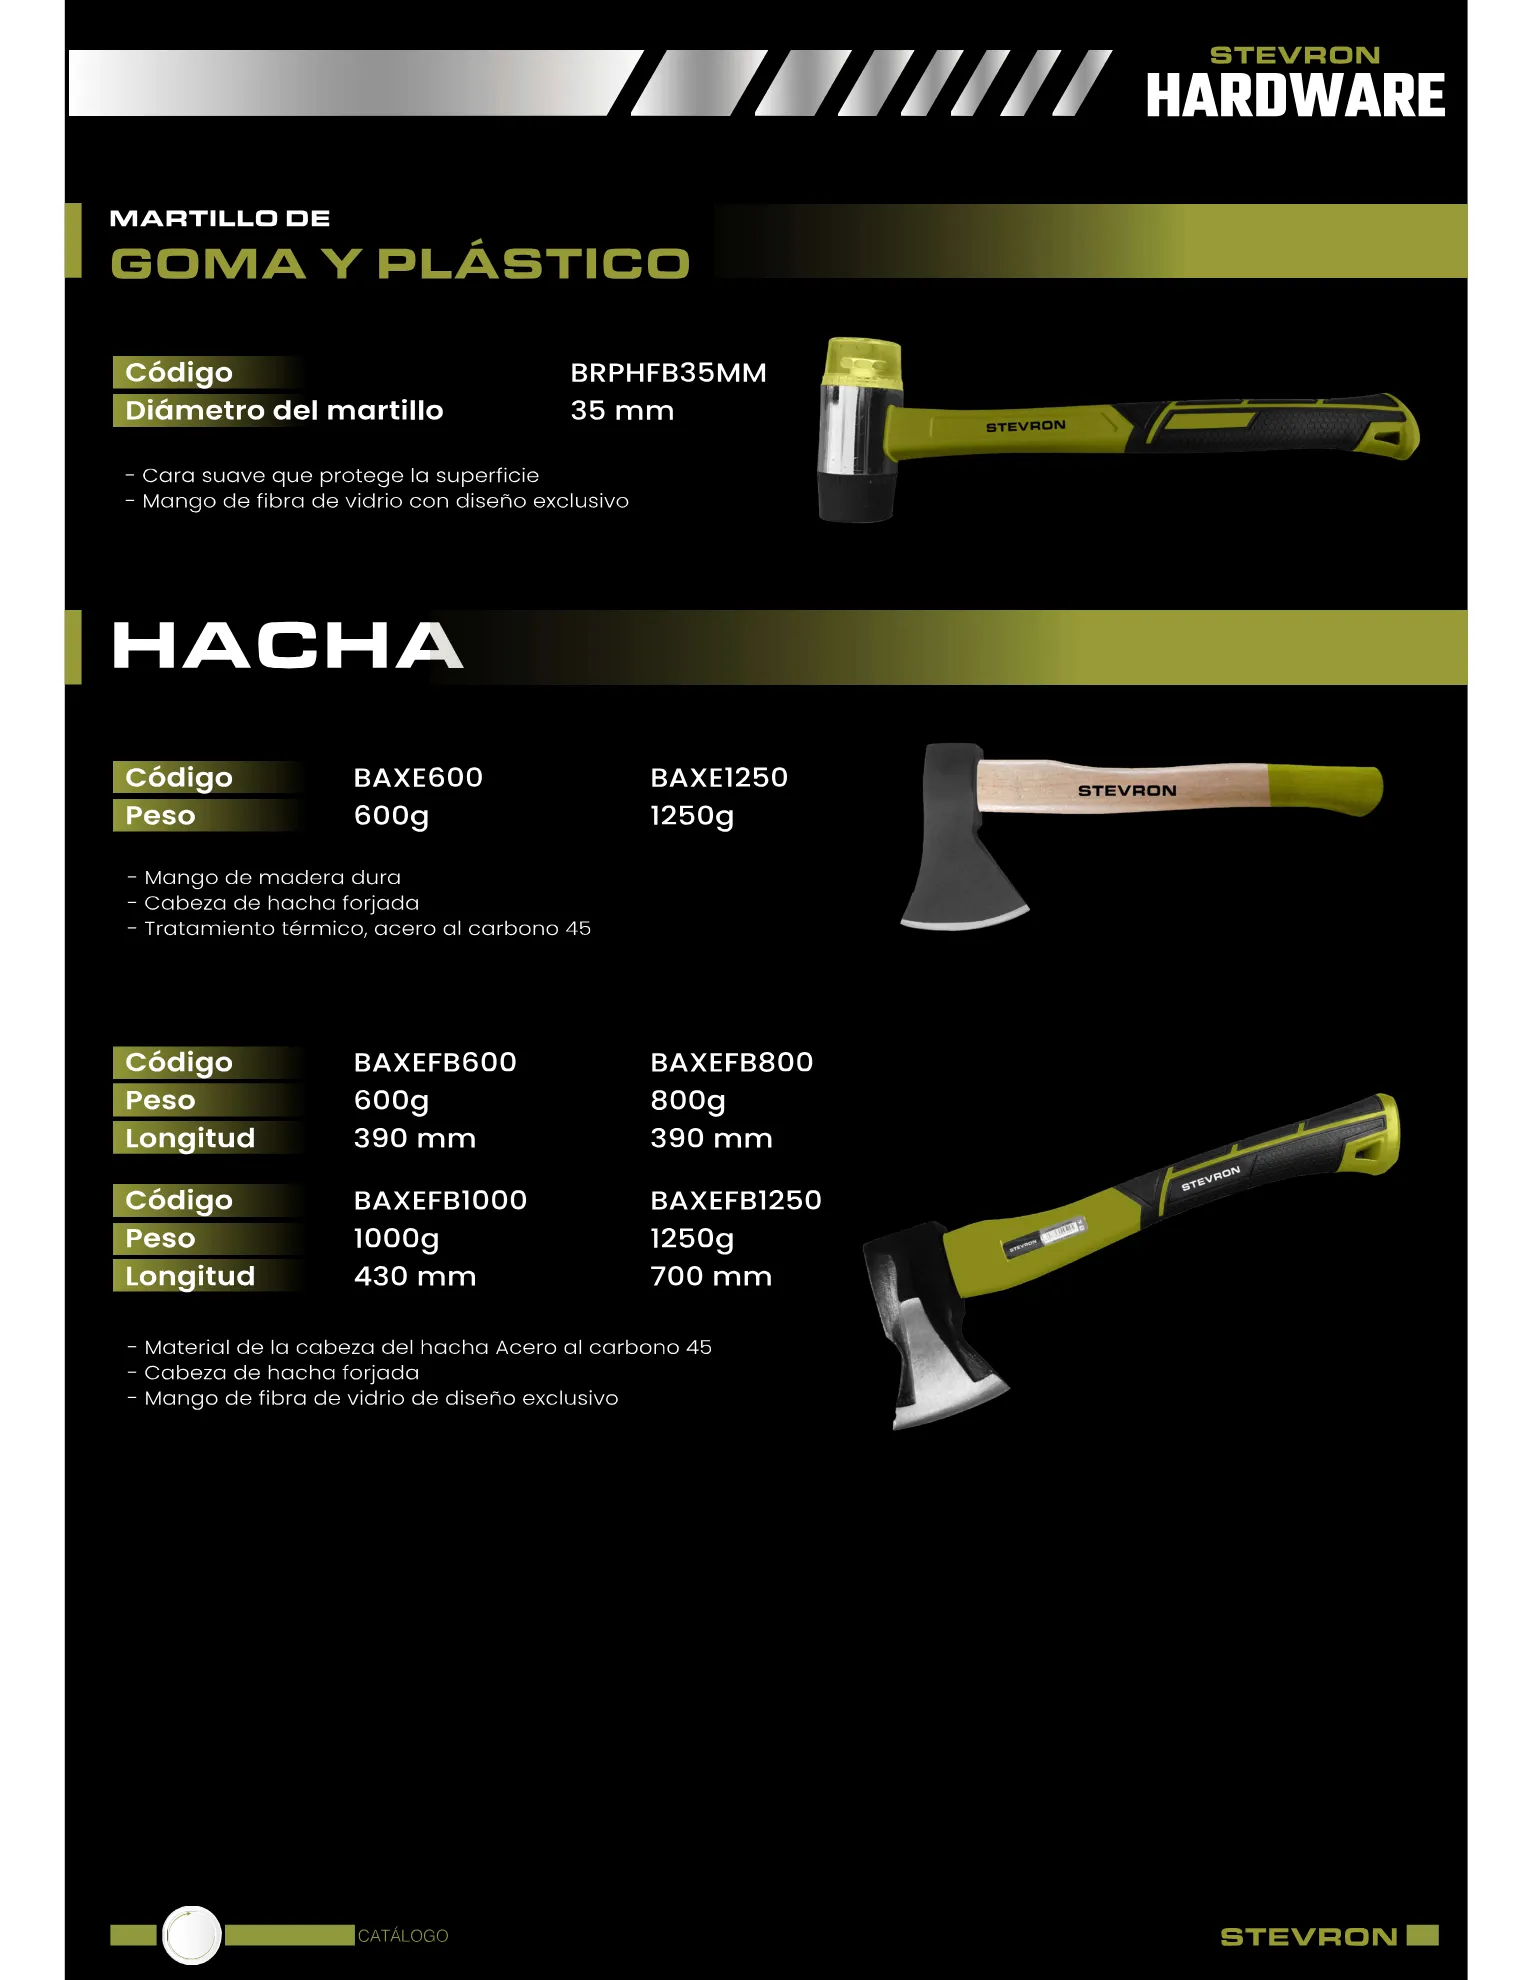 STEVRON
HARDWARE
MARTILLO DE
GOMA Y PLÁSTICO
Código BRPHFB35MM
Diámetro del martillo 35 mm
- Cara suave que protege la superficie
- Mango de fibra de vidrio con diseño exclusivo
STEVRON
HACHA
Código BAXE600 BAXE1250
Peso 600g 1250g
- Mango de madera dura
- Cabeza de hacha forjada
- Tratamiento térmico, acero al carbono 45
STEVRON
Código BAXEFB600 BAXEFB800
Peso 600g 800g
Longitud 390 mm 390 mm
Código BAXEFB1000 BAXEFB1250
Peso 1000g 1250g
Longitud 430 mm 700 mm
- Material de la cabeza del hacha Acero al carbono 45
- Cabeza de hacha forjada
- Mango de fibra de vidrio de diseño exclusivo
STEVRON
STEVRON
CATÁLOGO
STEVRON